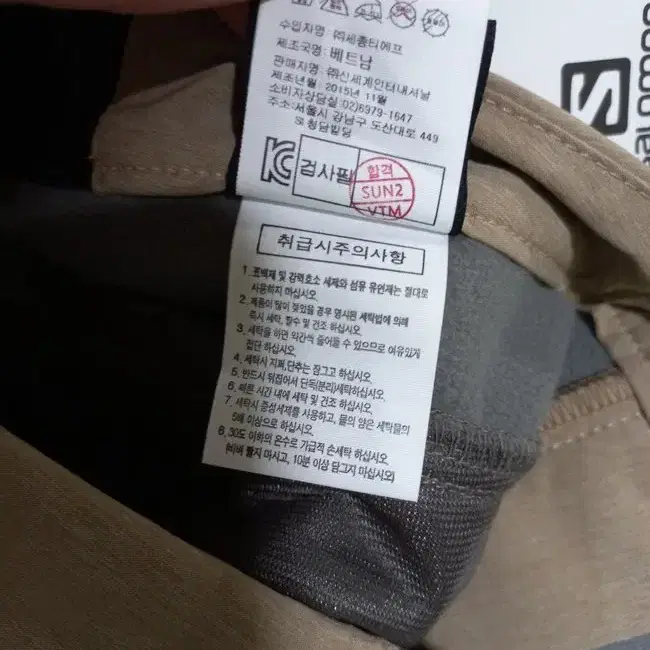 수입자명 : ㈜세종티에프
제조국명 : 베트남
판매자명 : ㈜신세계인터내셔날
제조년월 : 2015년 11월
소비자상담실 : 02)6979-1647
주소 : 서울시 강남구 도산대로 449
청담빌딩
검사필
합격
SUN2
VTM
취급시주의사항
1. 표백제 및 강력효소 세제와 섬유 유연제는 절대로
사용하지 마십시오.
2. 제품이 땀이 젖었을 경우 명시된 세탁법에 의해
즉시 세탁, 헹수 및 건조 하십시오.
3. 세탁을 하면 약간씩 줄어들 수 있으므로 여유있게
접단 하십시오
4. 세탁시 지퍼,단추는 잠그고 하십시오.
5. 반드시 뒤집어서 단독(분리)세탁하십시오.
6. 빠른 시간 내에 세탁 및 건조 하십시오.
7. 세탁시 중성세제를 사용하고, 물의 양은 세탁물의
5배 이상으로 하십시오.
8. 30도 이하의 온수로 가급적 손세탁 하십시오.
(비벼 빨지 마시고, 10분 이상 담그지 마십시오)
S
SALOMON